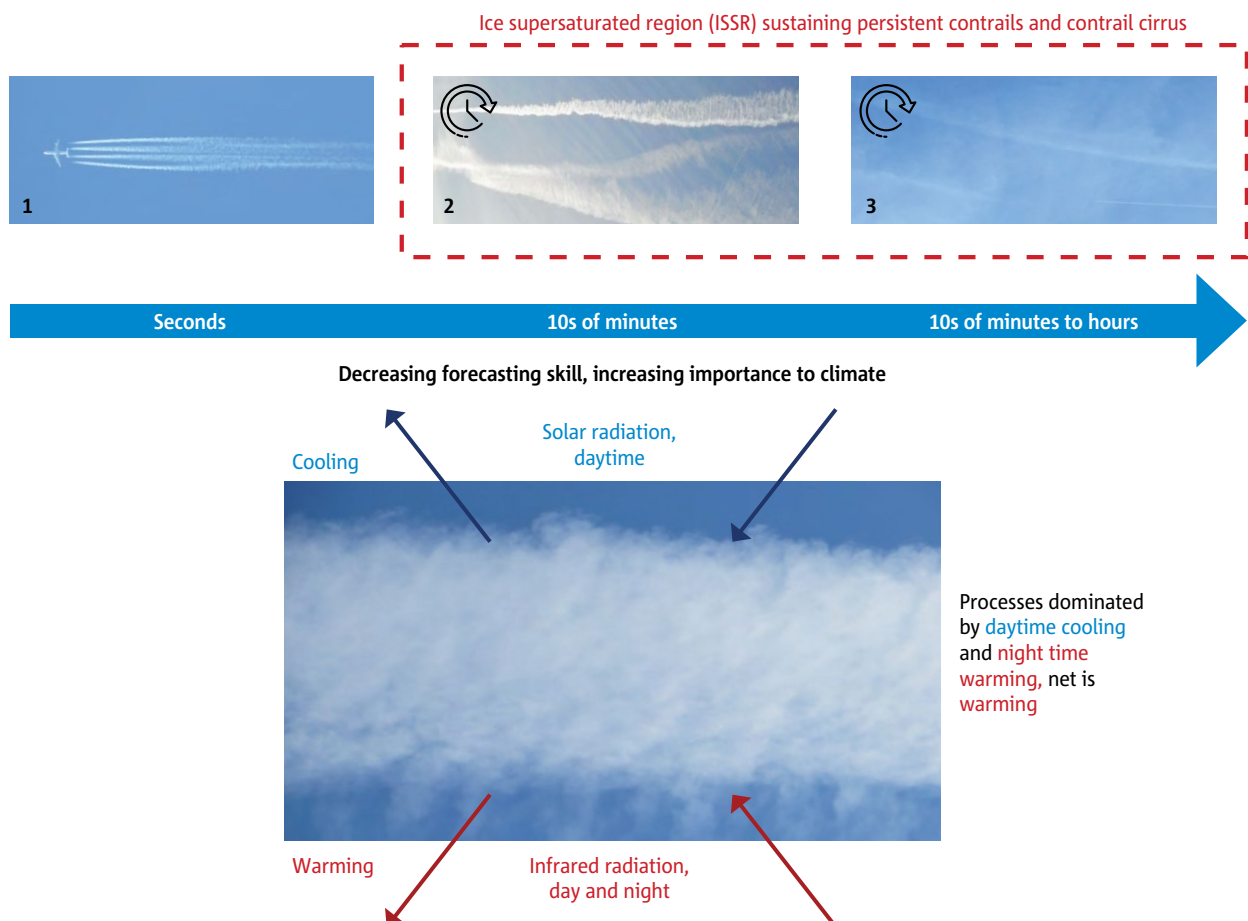 Ice supersaturated region (ISSR) sustaining persistent contrails and contrail cirrus
1
2
3
Seconds
10s of minutes
10s of minutes to hours
Decreasing forecasting skill, increasing importance to climate
Solar radiation,
daytime
Cooling
Processes dominated
by daytime cooling
and night time
warming, net is
warming
Warming
Infrared radiation,
day and night